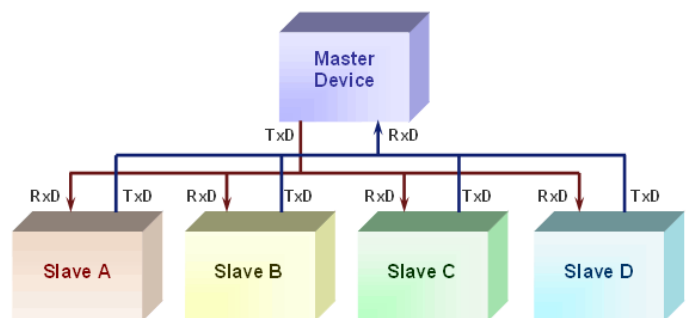 Master
Device
TxD RxD
RxD TxD RxD TxD RxD TxD RxD TxD
Slave A Slave B Slave C Slave D